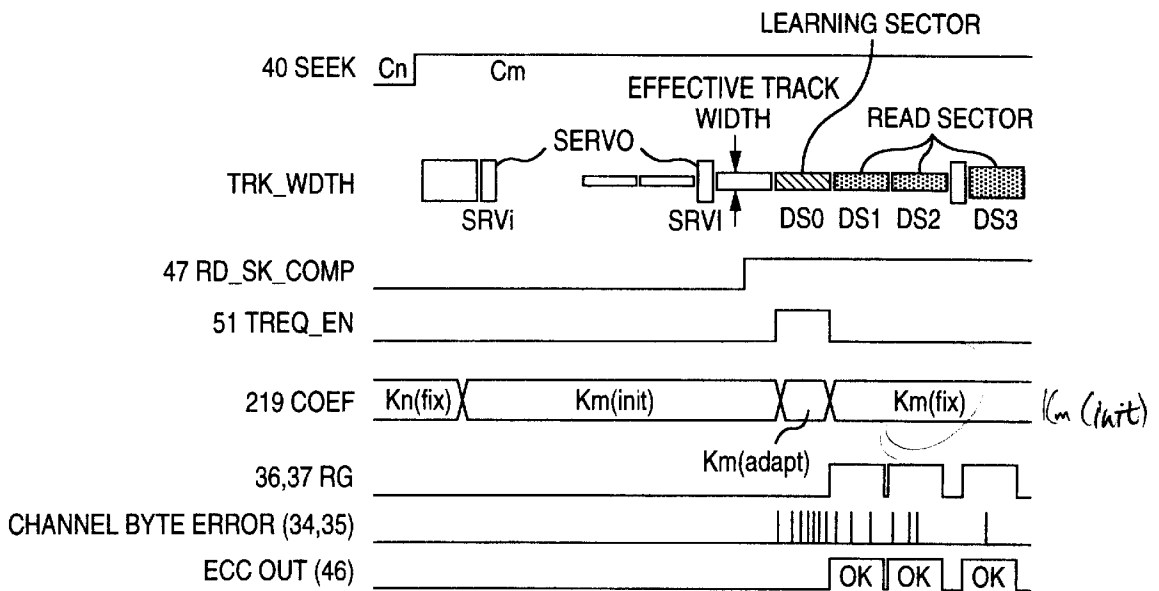 LEARNING SECTOR
40 SEEK Cn Cm
EFFECTIVE TRACK
WIDTH
READ SECTOR
SERVO
TRK_WDTH
SRVi SRVI DS0 DS1 DS2 DS3
47 RD_SK_COMP
51 TREQ_EN
219 COEF Kn(fix) Km(init) Km(fix) Km (init)
Km(adapt)
36,37 RG
CHANNEL BYTE ERROR (34,35)
ECC OUT (46) OK OK OK